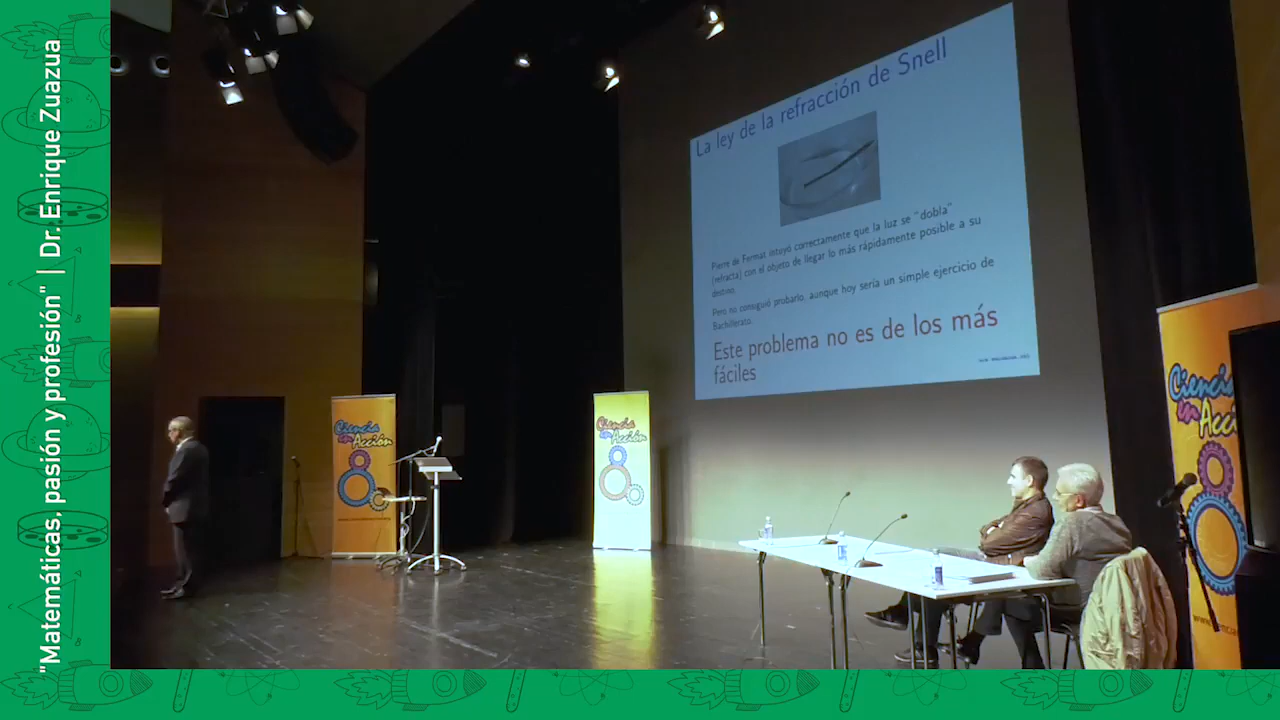 "Matemáticas, pasión y profesión" | Dr. Enrique Zuazua
La ley de la refracción de Snell
Pierre de Fermat intuyó correctamente que la luz se "dobla"
(refracta) con el objeto de llegar lo más rápidamente posible a su
destino.
Pero no consiguió probarlo, aunque hoy sería un simple ejercicio de
Bachillerato.
Este problema no es de los más
fáciles
Ciencia
en Acción
Ciencia
en Acción
Ciencia
en Acci